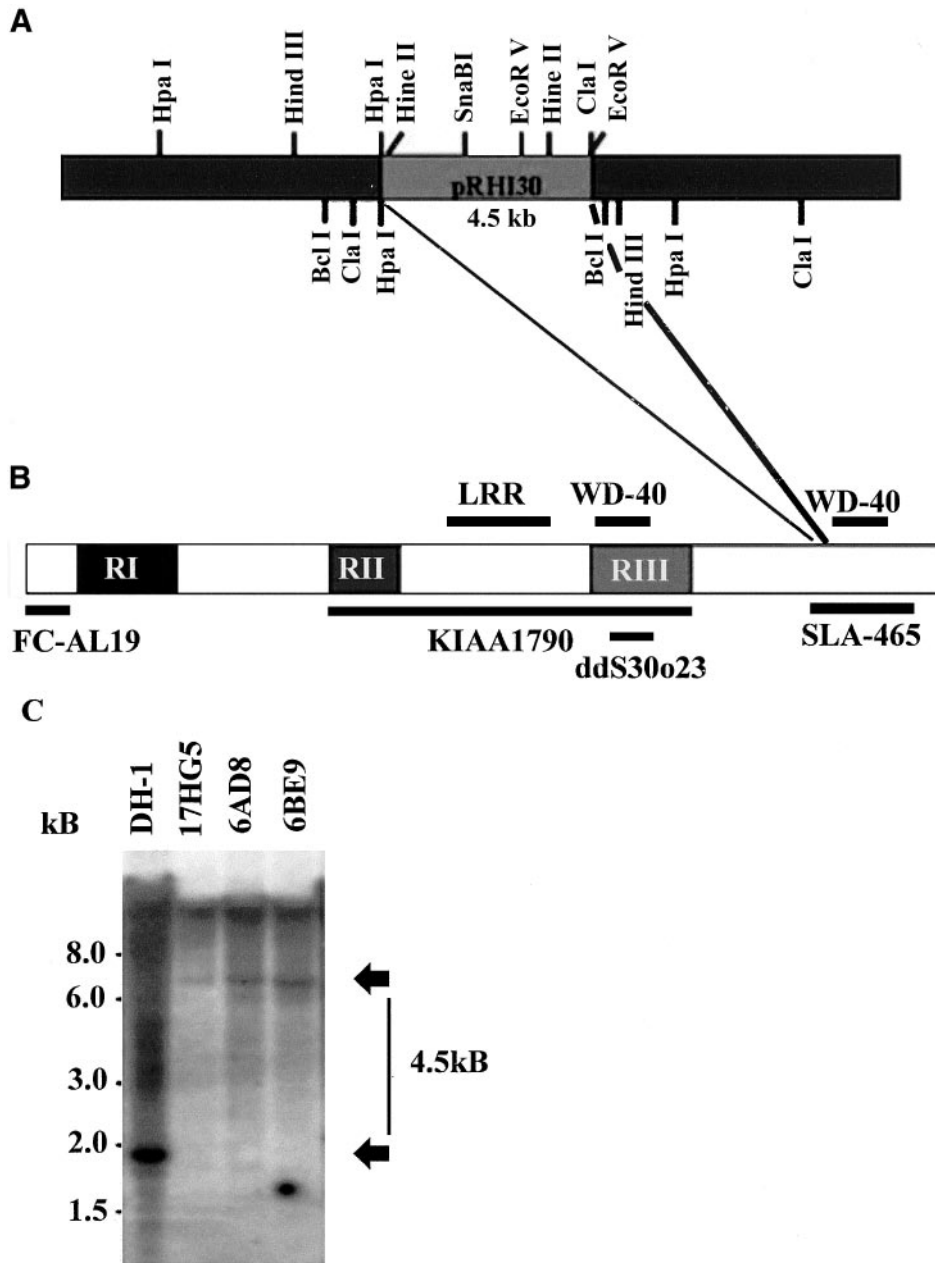 A
Hpa I
Hind III
Hpa I
Hine II
SnaBI
EcoR V
Hine II
Cla I
EcoR V
pRHI30
4.5 kb
Bcl I
Cla I
Hpa I
Bcl I
Hind III
Hpa I
Cla I
B
LRR
WD-40
WD-40
RI
RII
RIII
FC-AL19
KIAA1790
SLA-465
ddS30o23
C
kB
DH-1
17HG5
6AD8
6BE9
8.0
6.0
4.5kB
3.0
2.0
1.5